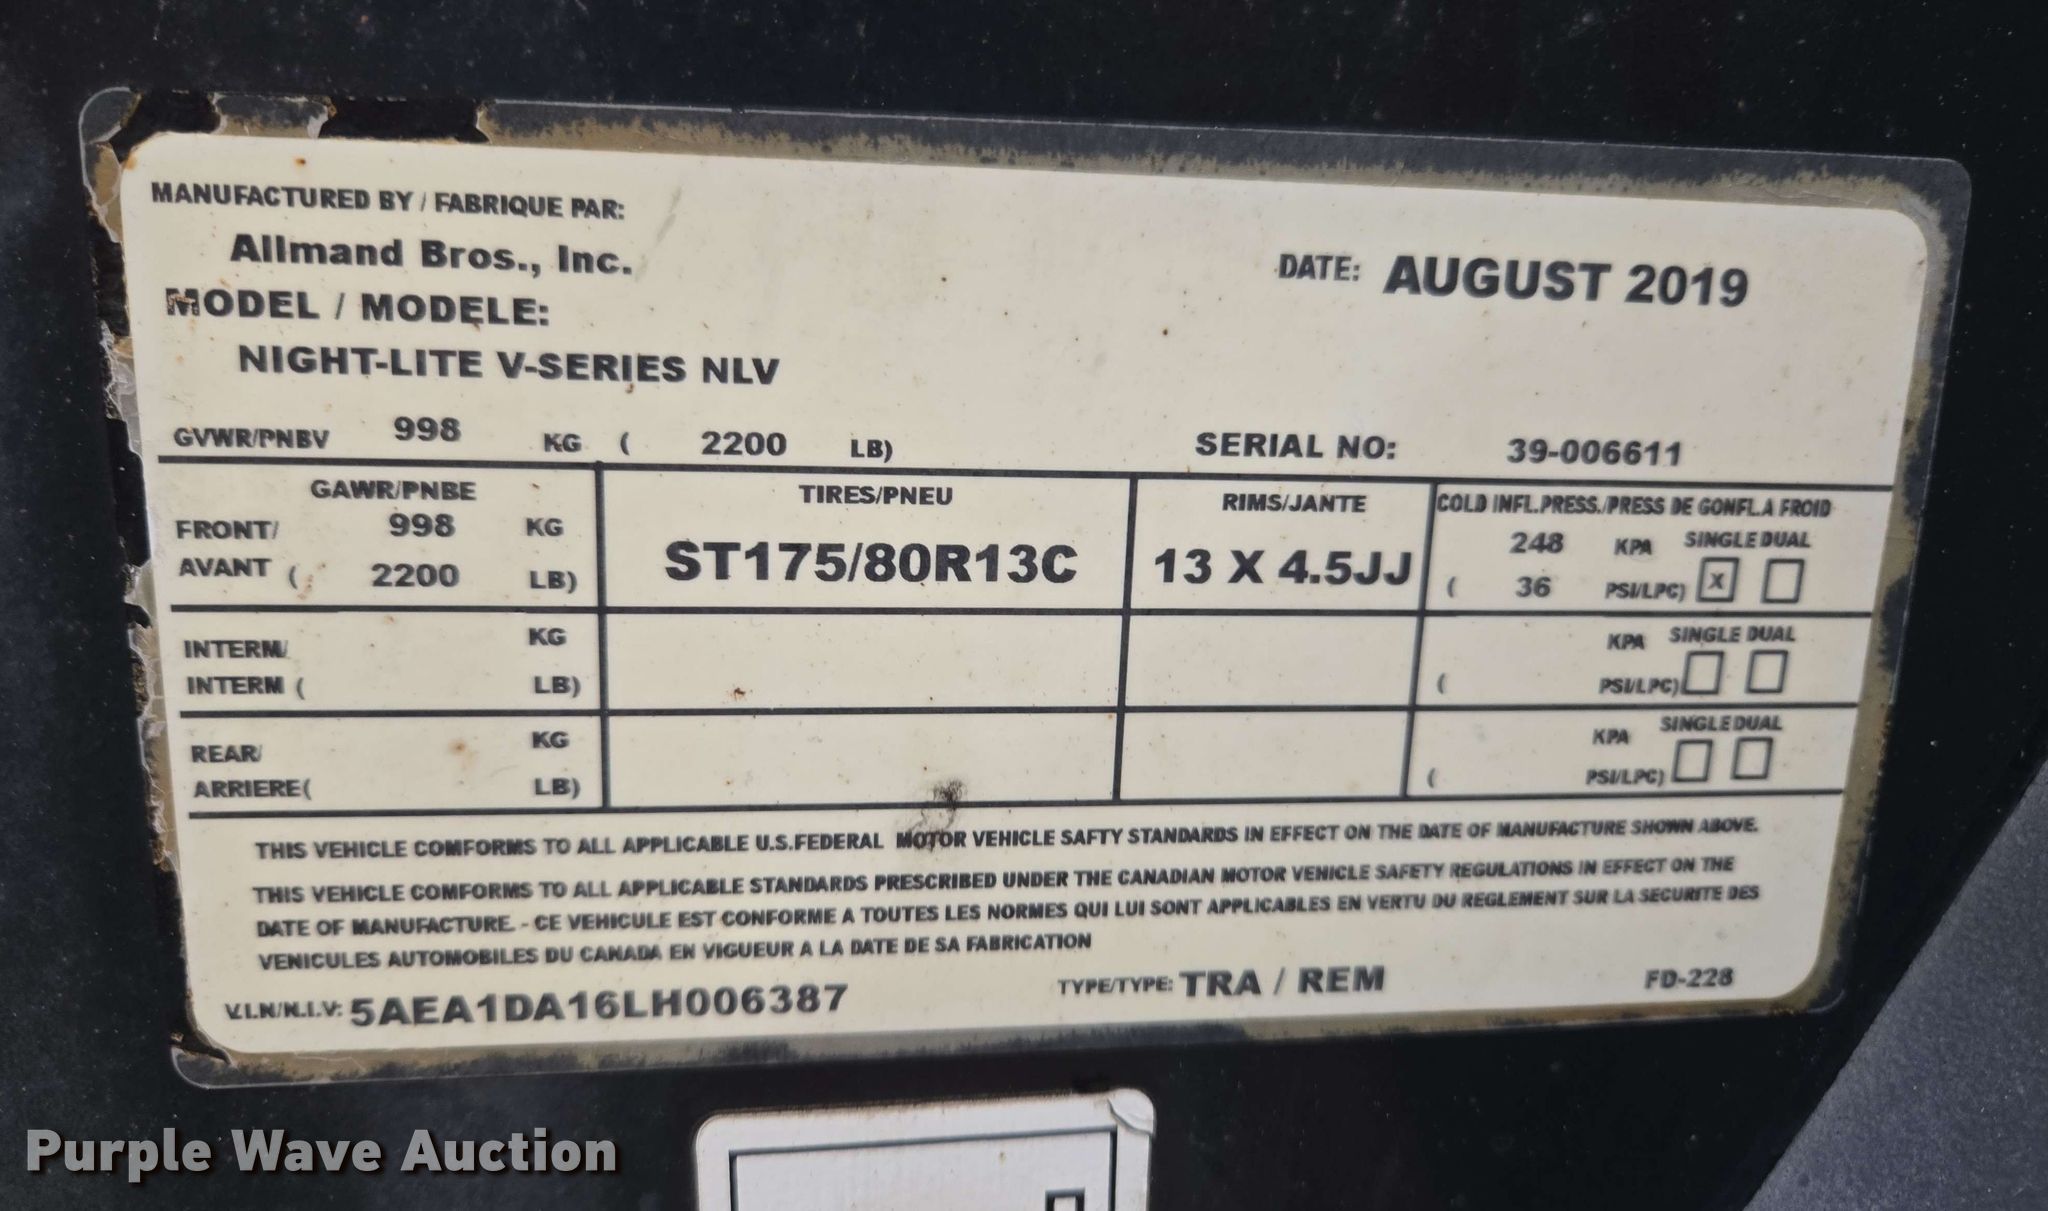 MANUFACTURED BY / FABRIQUE PAR:
Allmand Bros., Inc.
DATE: AUGUST 2019
MODEL / MODELE:
NIGHT-LITE V-SERIES NLV
GVWR/PNBV 998 KG ( 2200 LB) SERIAL NO: 39-006611
GAWR/PNBE TIRES/PNEU RIMS/JANTE COLD INFL.PRESS./PRESS DE GONFL.A FROID
FRONT/ 998 KG ST175/80R13C 13 X 4.5JJ 248 KPA SINGLE DUAL
AVANT ( 2200 LB) ( 36 PSI/LPC) X
INTERM/ KG KPA SINGLE DUAL
INTERM ( LB) ( PSI/LPC)
REAR/ KG KPA SINGLE DUAL
ARRIERE( LB) ( PSI/LPC)
THIS VEHICLE COMFORMS TO ALL APPLICABLE U.S.FEDERAL MOTOR VEHICLE SAFTY STANDARDS IN EFFECT ON THE DATE OF MANUFACTURE SHOWN ABOVE.
THIS VEHICLE COMFORMS TO ALL APPLICABLE STANDARDS PRESCRIBED UNDER THE CANADIAN MOTOR VEHICLE SAFETY REGULATIONS IN EFFECT ON THE
DATE OF MANUFACTURE. - CE VEHICULE EST CONFORME A TOUTES LES NORMES QUI LUI SONT APPLICABLES EN VERTU DU REGLEMENT SUR LA SECURITE DES
VENICULES AUTOMOBILES DU CANADA EN VIGUEUR A LA DATE DE SA FABRICATION
V.I.N/N.I.V: 5AEA1DA16LH006387 TYPE/TYPE: TRA / REM FD-228
Purple Wave Auction